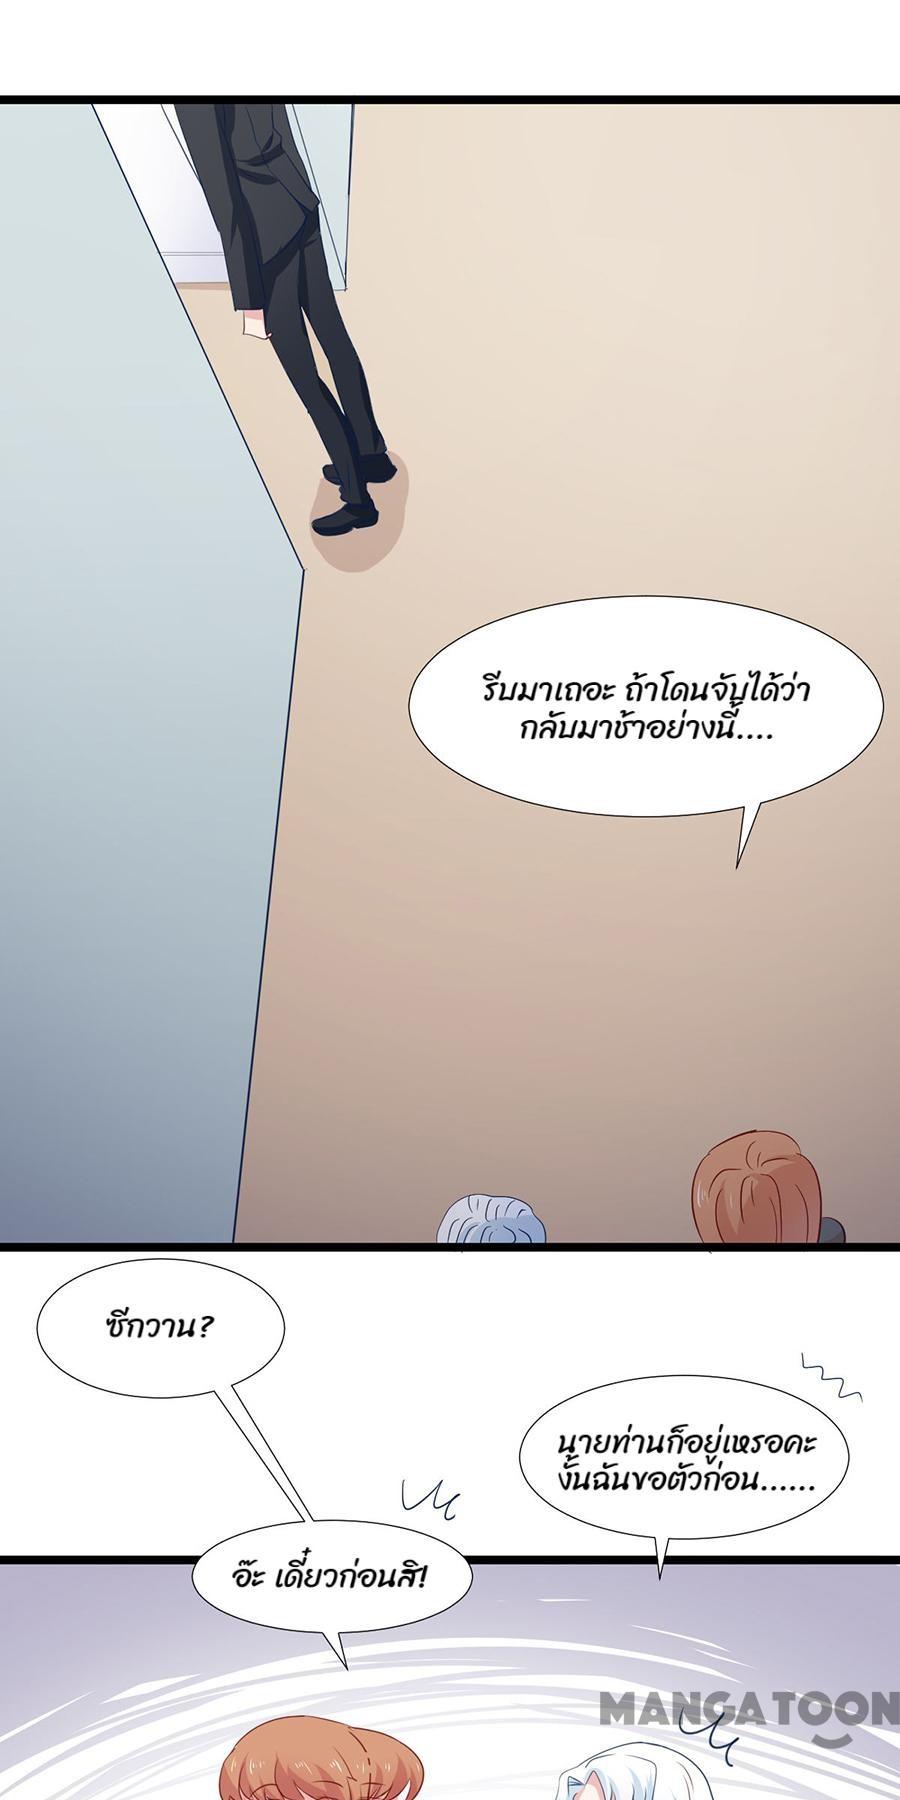 รีบมาเถอะ ถ้าโดนจับได้ว่า
กลับมาช้าอย่างนี้....
ซีกวาน?
นายท่านก็อยู่เหรอคะ
งั้นฉันขอตัวก่อน......
อ๊ะ เดี๋ยวก่อนสิ!
MANGATOON